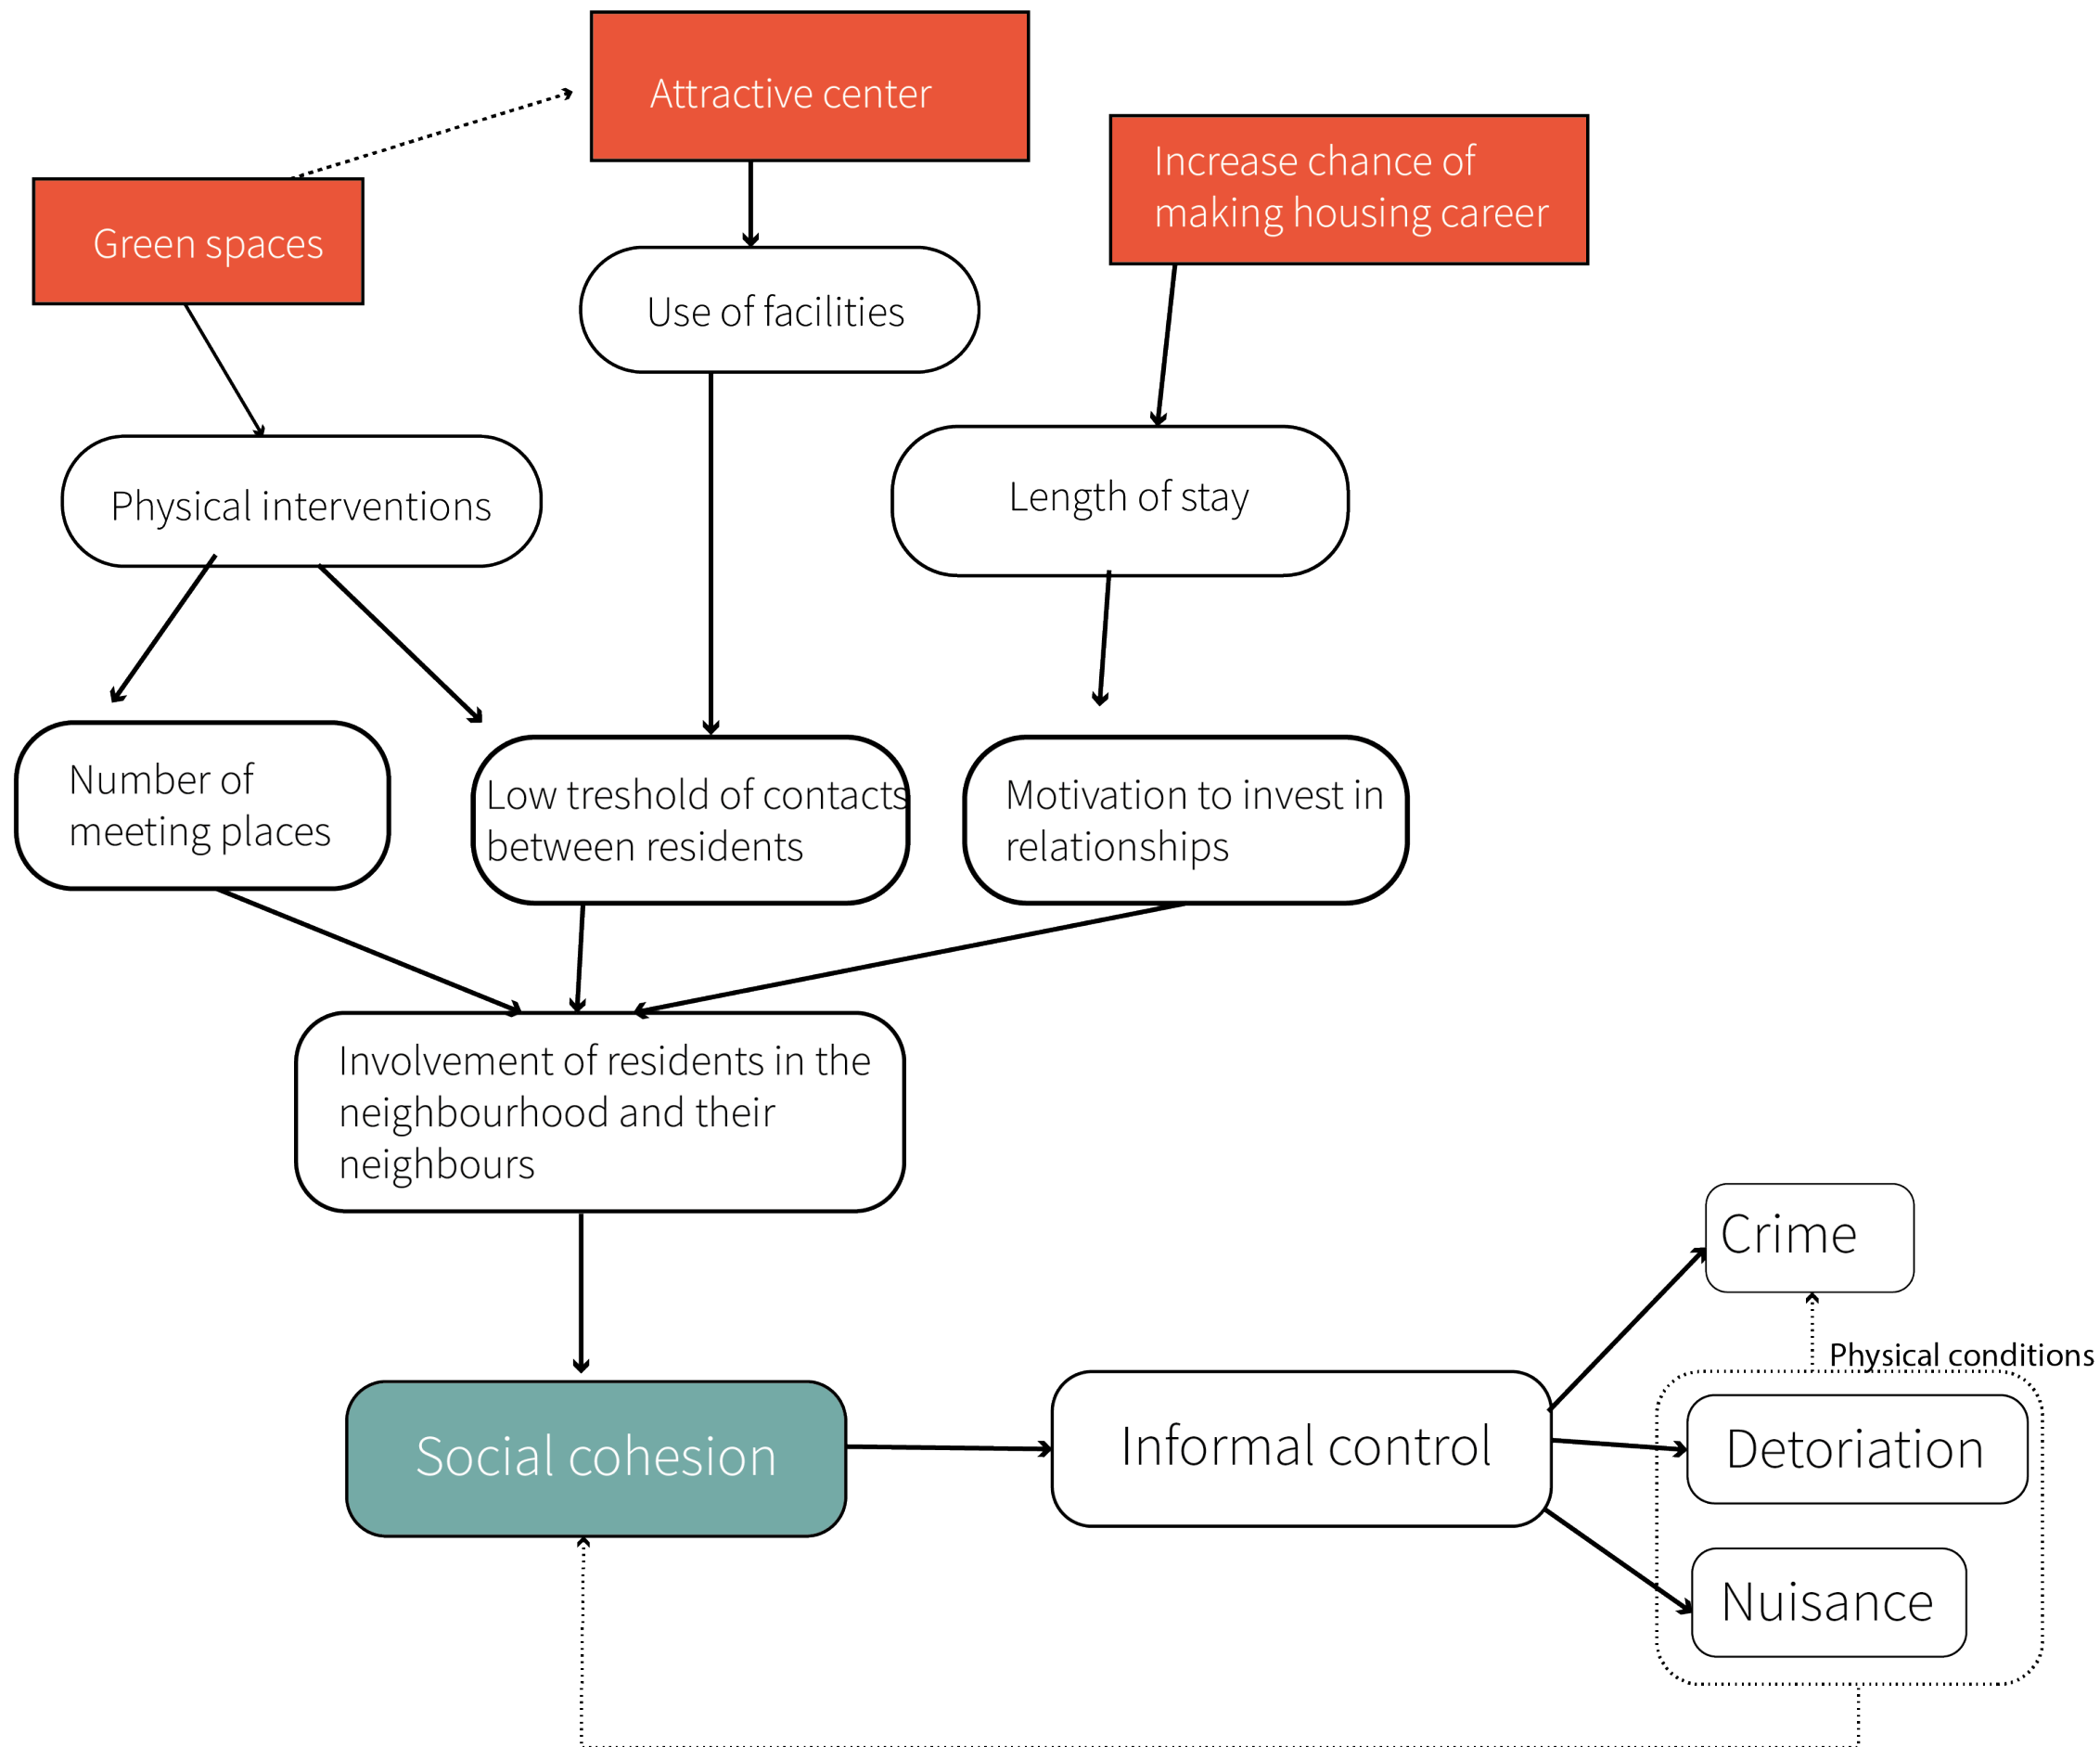 Attractive center
Increase chance of
making housing career
Green spaces
Use of facilities
Physical interventions
Length of stay
Number of
meeting places
Low treshold of contacts
between residents
Motivation to invest in
relationships
Involvement of residents in the
neighbourhood and their
neighbours
Crime
Physical conditions
Social cohesion
Informal control
Detoriation
Nuisance